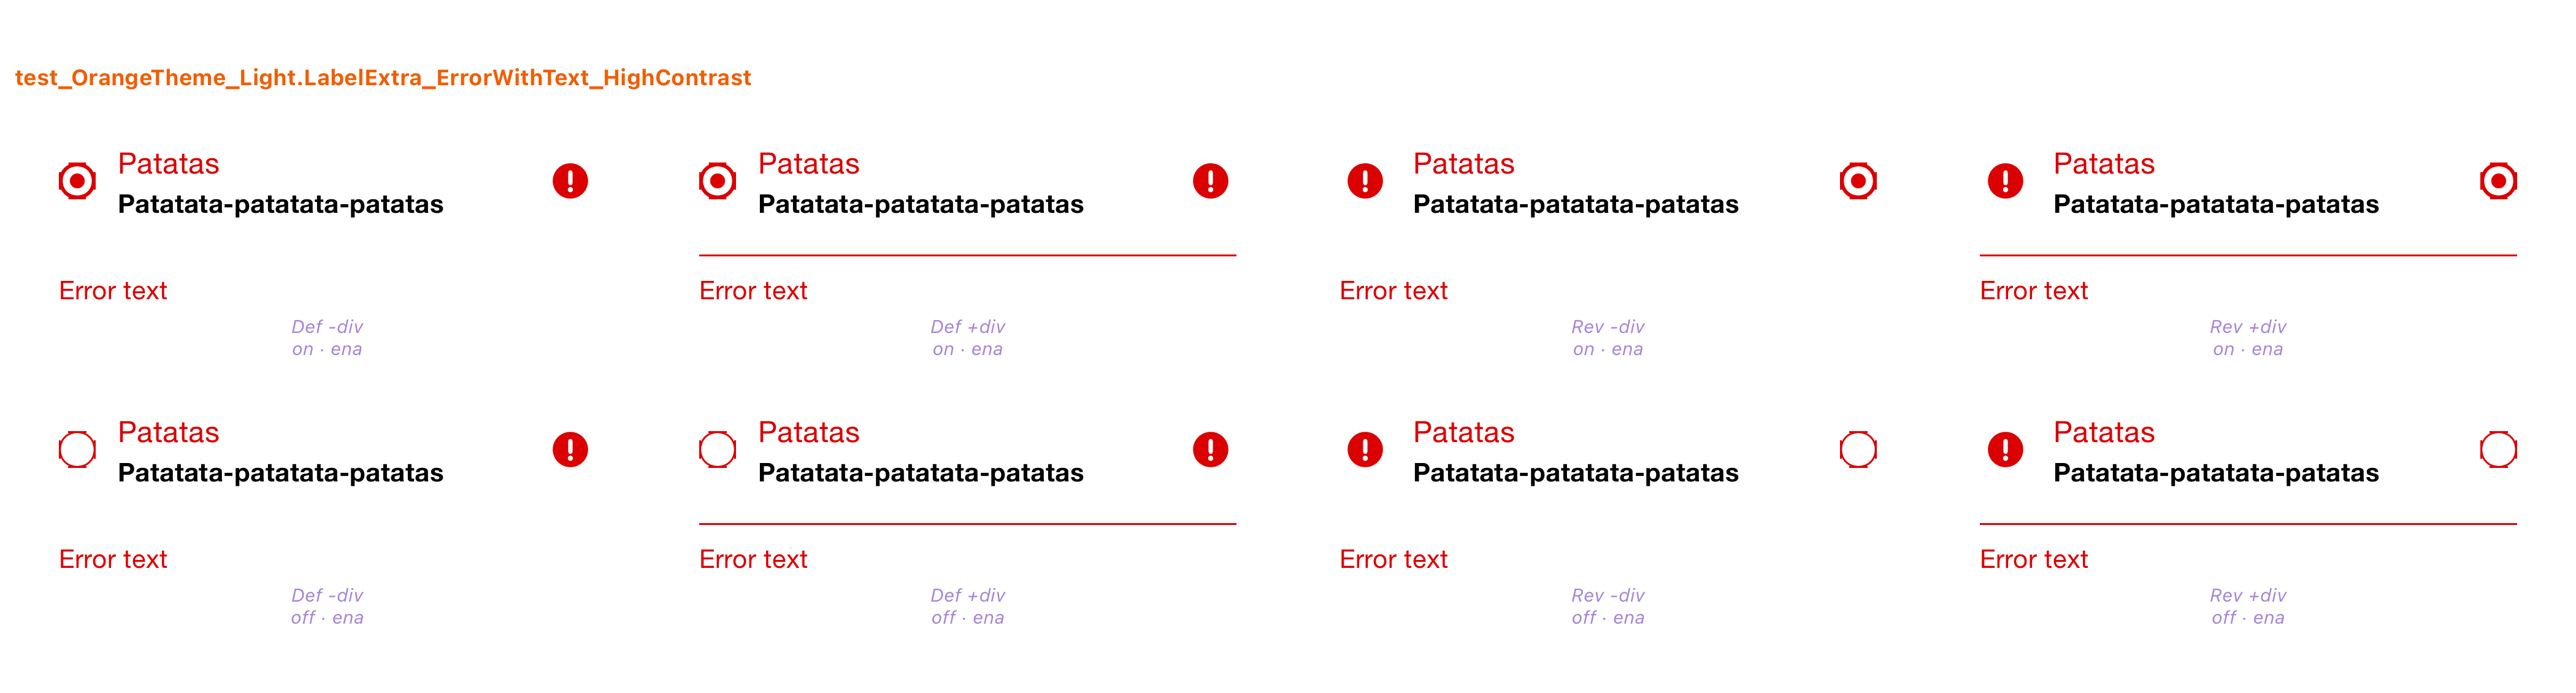 test_OrangeTheme_Light.LabelExtra_ErrorWithText_HighContrast
Patatas
Patatata-patatata-patatas
Error text
Def -div
on · ena
Patatas
Patatata-patatata-patatas
Error text
Def +div
on · ena
Patatas
Patatata-patatata-patatas
Error text
Rev -div
on · ena
Patatas
Patatata-patatata-patatas
Error text
Rev +div
on · ena
Patatas
Patatata-patatata-patatas
Error text
Def -div
off · ena
Patatas
Patatata-patatata-patatas
Error text
Def +div
off · ena
Patatas
Patatata-patatata-patatas
Error text
Rev -div
off · ena
Patatas
Patatata-patatata-patatas
Error text
Rev +div
off · ena